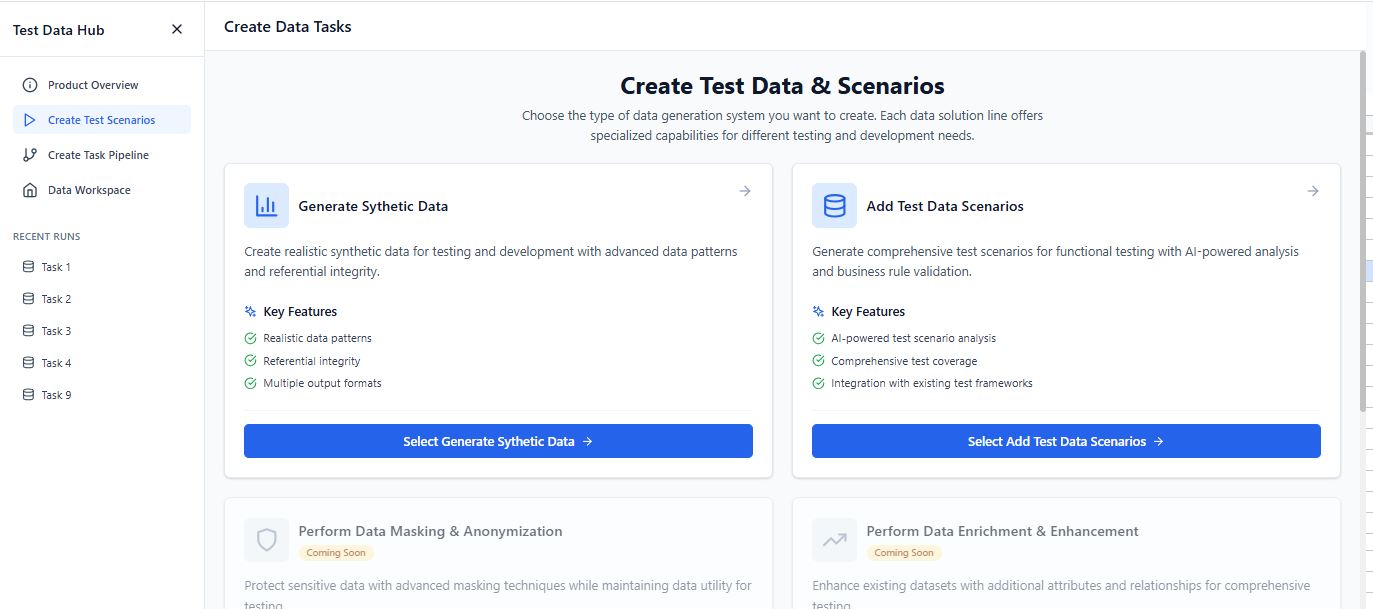 Test Data Hub
Product Overview
Create Test Scenarios
Create Task Pipeline
Data Workspace
RECENT RUNS
Task 1
Task 2
Task 3
Task 4
Task 9
Create Data Tasks
Create Test Data & Scenarios
Choose the type of data generation system you want to create. Each data solution line offers
specialized capabilities for different testing and development needs.
Generate Sythetic Data
Create realistic synthetic data for testing and development with advanced data patterns
and referential integrity.
Key Features
Realistic data patterns
Referential integrity
Multiple output formats
Select Generate Sythetic Data →
Add Test Data Scenarios
Generate comprehensive test scenarios for functional testing with AI-powered analysis
and business rule validation.
Key Features
AI-powered test scenario analysis
Comprehensive test coverage
Integration with existing test frameworks
Select Add Test Data Scenarios →
Perform Data Masking & Anonymization
Coming Soon
Protect sensitive data with advanced masking techniques while maintaining data utility for
testing.
Perform Data Enrichment & Enhancement
Coming Soon
Enhance existing datasets with additional attributes and relationships for comprehensive
testing.